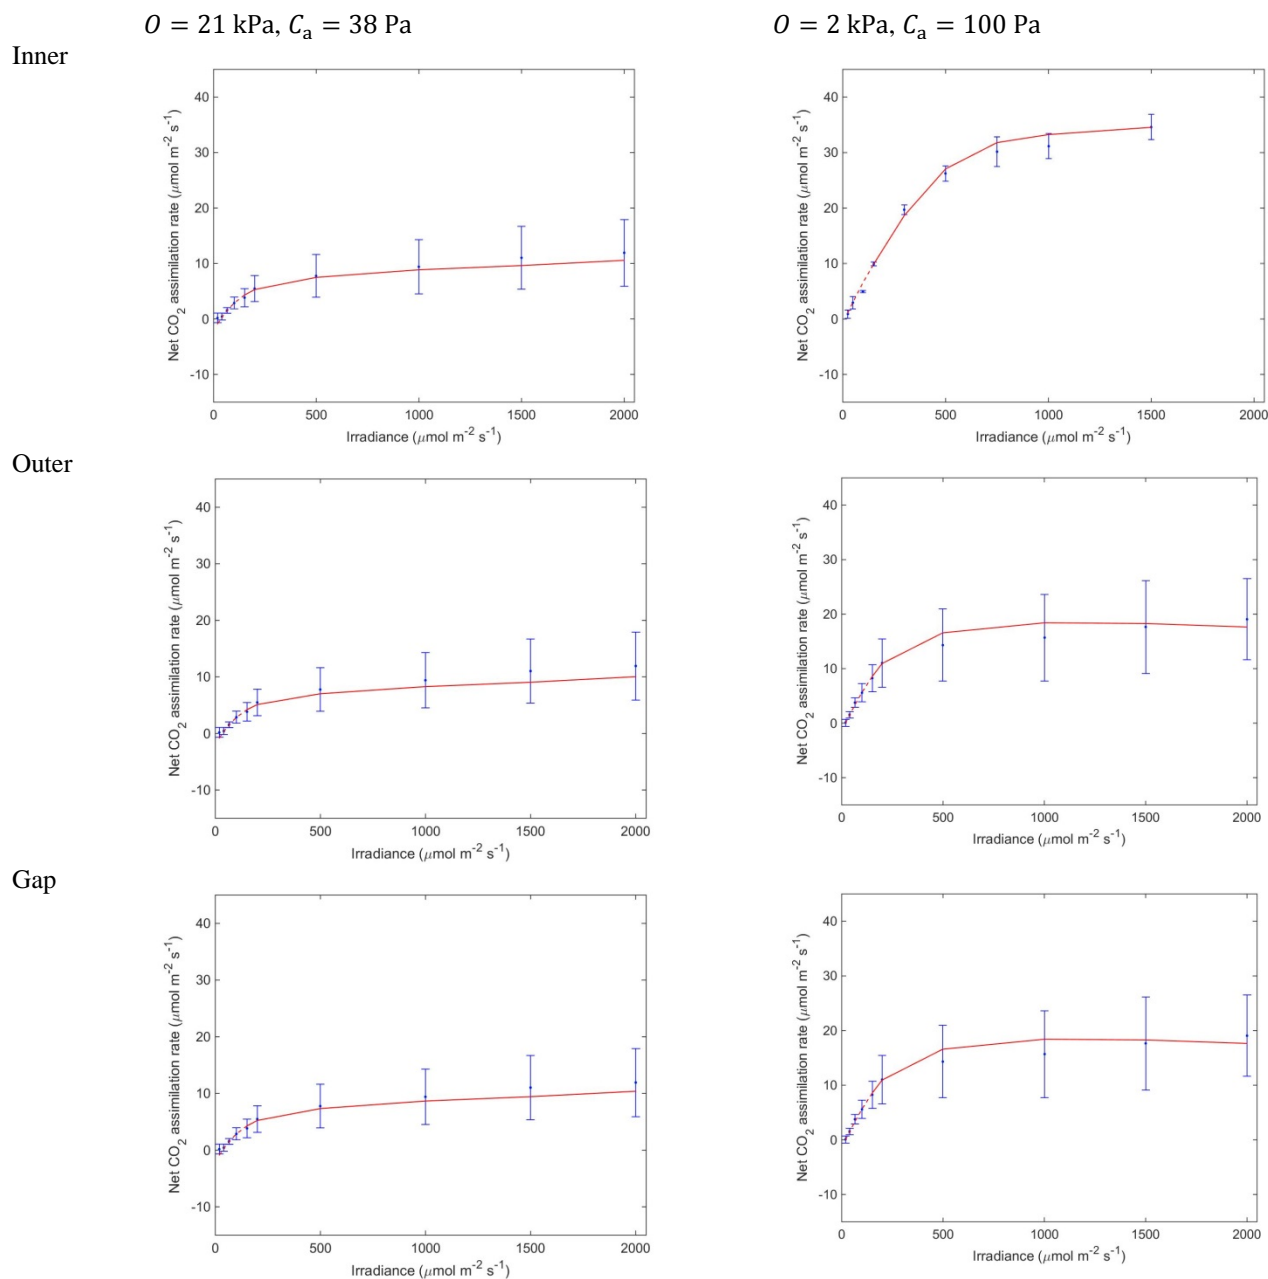 O = 21 kPa, Cₐ = 38 Pa
O = 2 kPa, Cₐ = 100 Pa
Inner
Net CO₂ assimilation rate (μmol m⁻² s⁻¹)
40
30
20
10
0
-10
0 500 1000 1500 2000
Irradiance (μmol m⁻² s⁻¹)
Net CO₂ assimilation rate (μmol m⁻² s⁻¹)
40
30
20
10
0
-10
0 500 1000 1500 2000
Irradiance (μmol m⁻² s⁻¹)
Outer
Net CO₂ assimilation rate (μmol m⁻² s⁻¹)
40
30
20
10
0
-10
0 500 1000 1500 2000
Irradiance (μmol m⁻² s⁻¹)
Net CO₂ assimilation rate (μmol m⁻² s⁻¹)
40
30
20
10
0
-10
0 500 1000 1500 2000
Irradiance (μmol m⁻² s⁻¹)
Gap
Net CO₂ assimilation rate (μmol m⁻² s⁻¹)
40
30
20
10
0
-10
0 500 1000 1500 2000
Irradiance (μmol m⁻² s⁻¹)
Net CO₂ assimilation rate (μmol m⁻² s⁻¹)
40
30
20
10
0
-10
0 500 1000 1500 2000
Irradiance (μmol m⁻² s⁻¹)